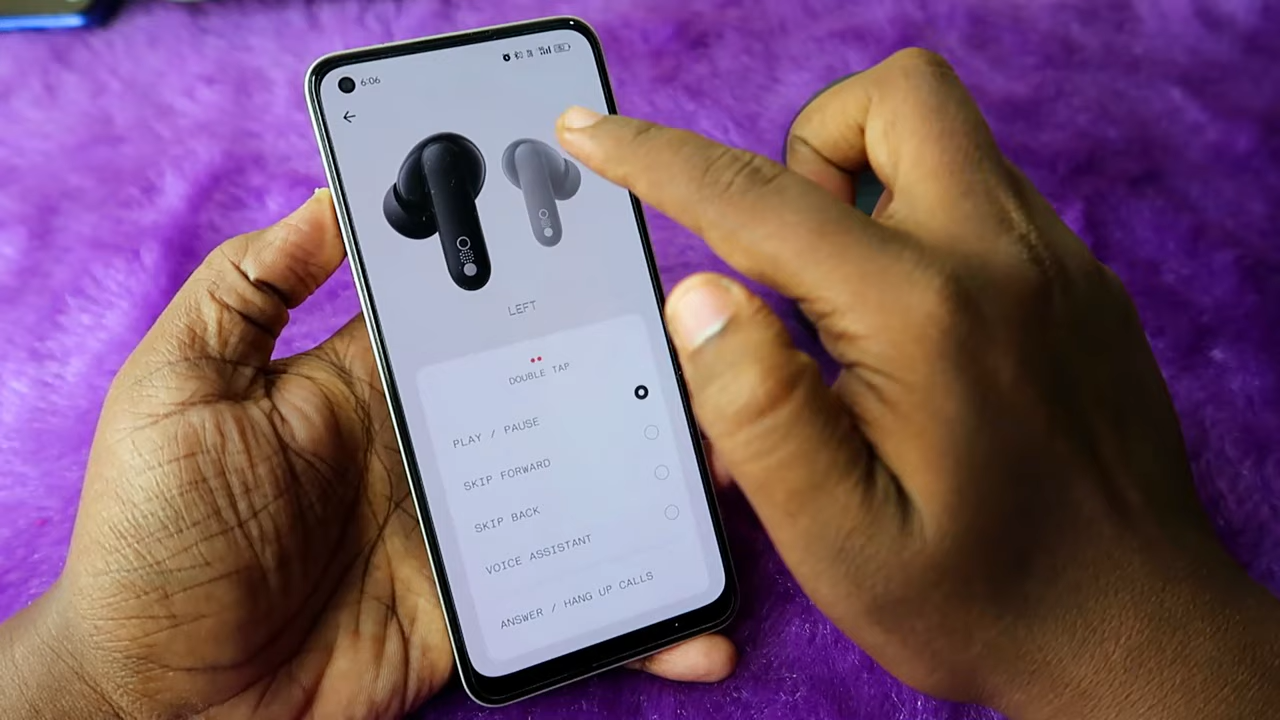 6:06
LEFT
DOUBLE TAP
PLAY / PAUSE
SKIP FORWARD
SKIP BACK
VOICE ASSISTANT
ANSWER / HANG UP CALLS